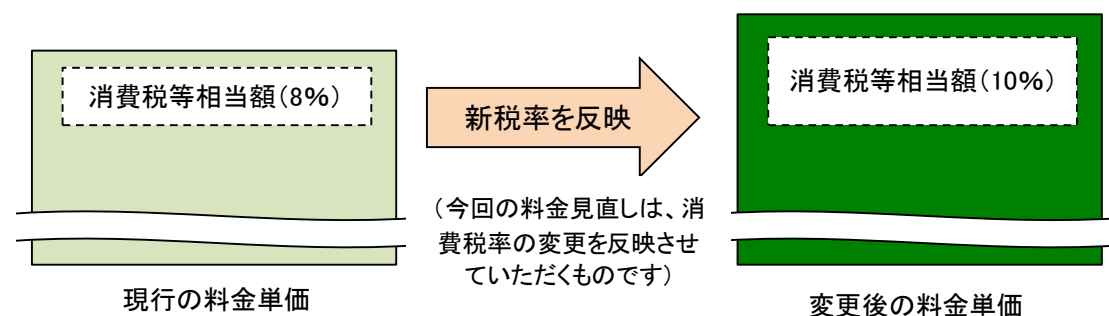 消費税等相当額(8%)
現行の料金単価
新税率を反映
（今回の料金見直しは、消
費税率の変更を反映させ
ていただくものです）
消費税等相当額(10%)
変更後の料金単価